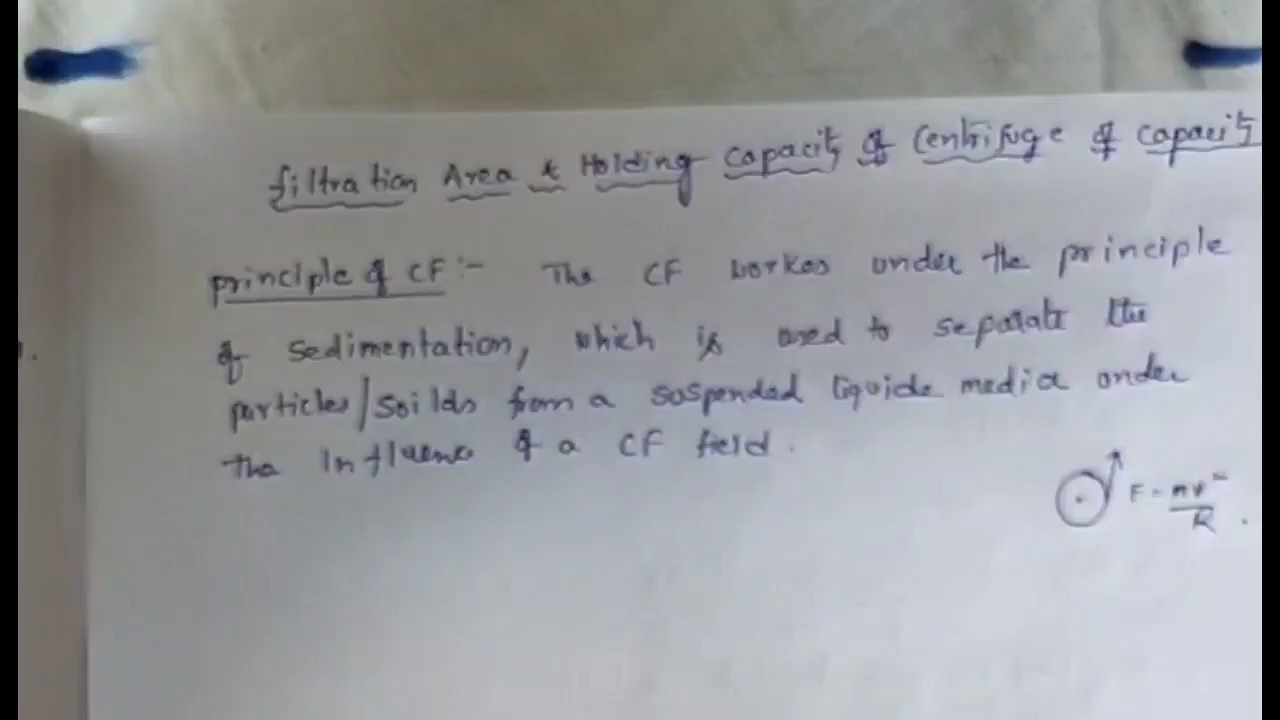 filtration Area & Holding capacity of Centrifuge of capacity
principle of CF :- The CF workes under the principle
of sedimentation, which is used to separate the
particles/soilds from a suspended liquide media under
the Influence of a CF field.
F = mv²
R